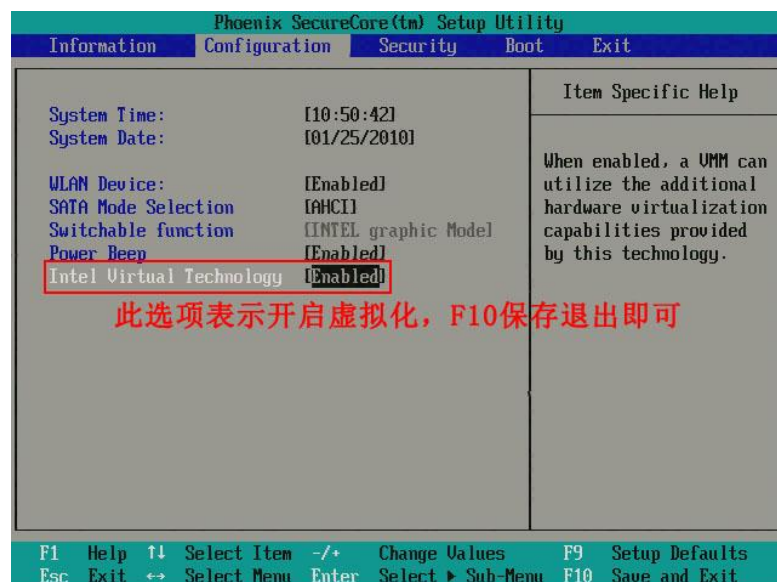 Phoenix SecureCore(tm) Setup Utility
Information Configuration Security Boot Exit
Item Specific Help
System Time: [10:50:42]
System Date: [01/25/2010]
WLAN Device: [Enabled]
SATA Mode Selection [AHCI]
Switchable function [INTEL graphic Mode]
Power Beep [Enabled]
Intel Virtual Technology [Enabled]
When enabled, a VMM can
utilize the additional
hardware virtualization
capabilities provided
by this technology.
此选项表示开启虚拟化，F10保存退出即可
F1 Help ↑↓ Select Item -/+ Change Values F9 Setup Defaults
Esc Exit ↔ Select Menu Enter Select ▶ Sub-Menu F10 Save and Exit